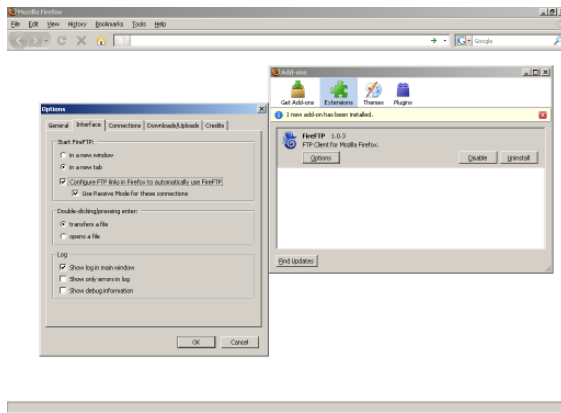 Mozilla Firefox
File Edit View History Bookmarks Tools Help
Google
Add-ons
Get Add-ons Extensions Themes Plugins
1 new add-on has been installed.
FireFTP 1.0.3
FTP Client for Mozilla Firefox.
Options Disable Uninstall
Find Updates
Options
General Interface Connections Downloads/Uploads Credits
Start FireFTP:
in a new window
in a new tab
Configure FTP links in Firefox to automatically use FireFTP.
Use Passive Mode for these connections
Double-clicking/pressing enter:
transfers a file
opens a file
Log
Show log in main window
Show only errors in log
Show debug information
OK Cancel